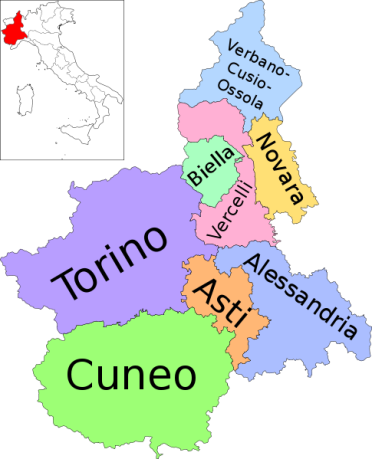 Verbano-
Cusio-
Ossola
Biella
Novara
Vercelli
Torino
Asti
Alessandria
Cuneo